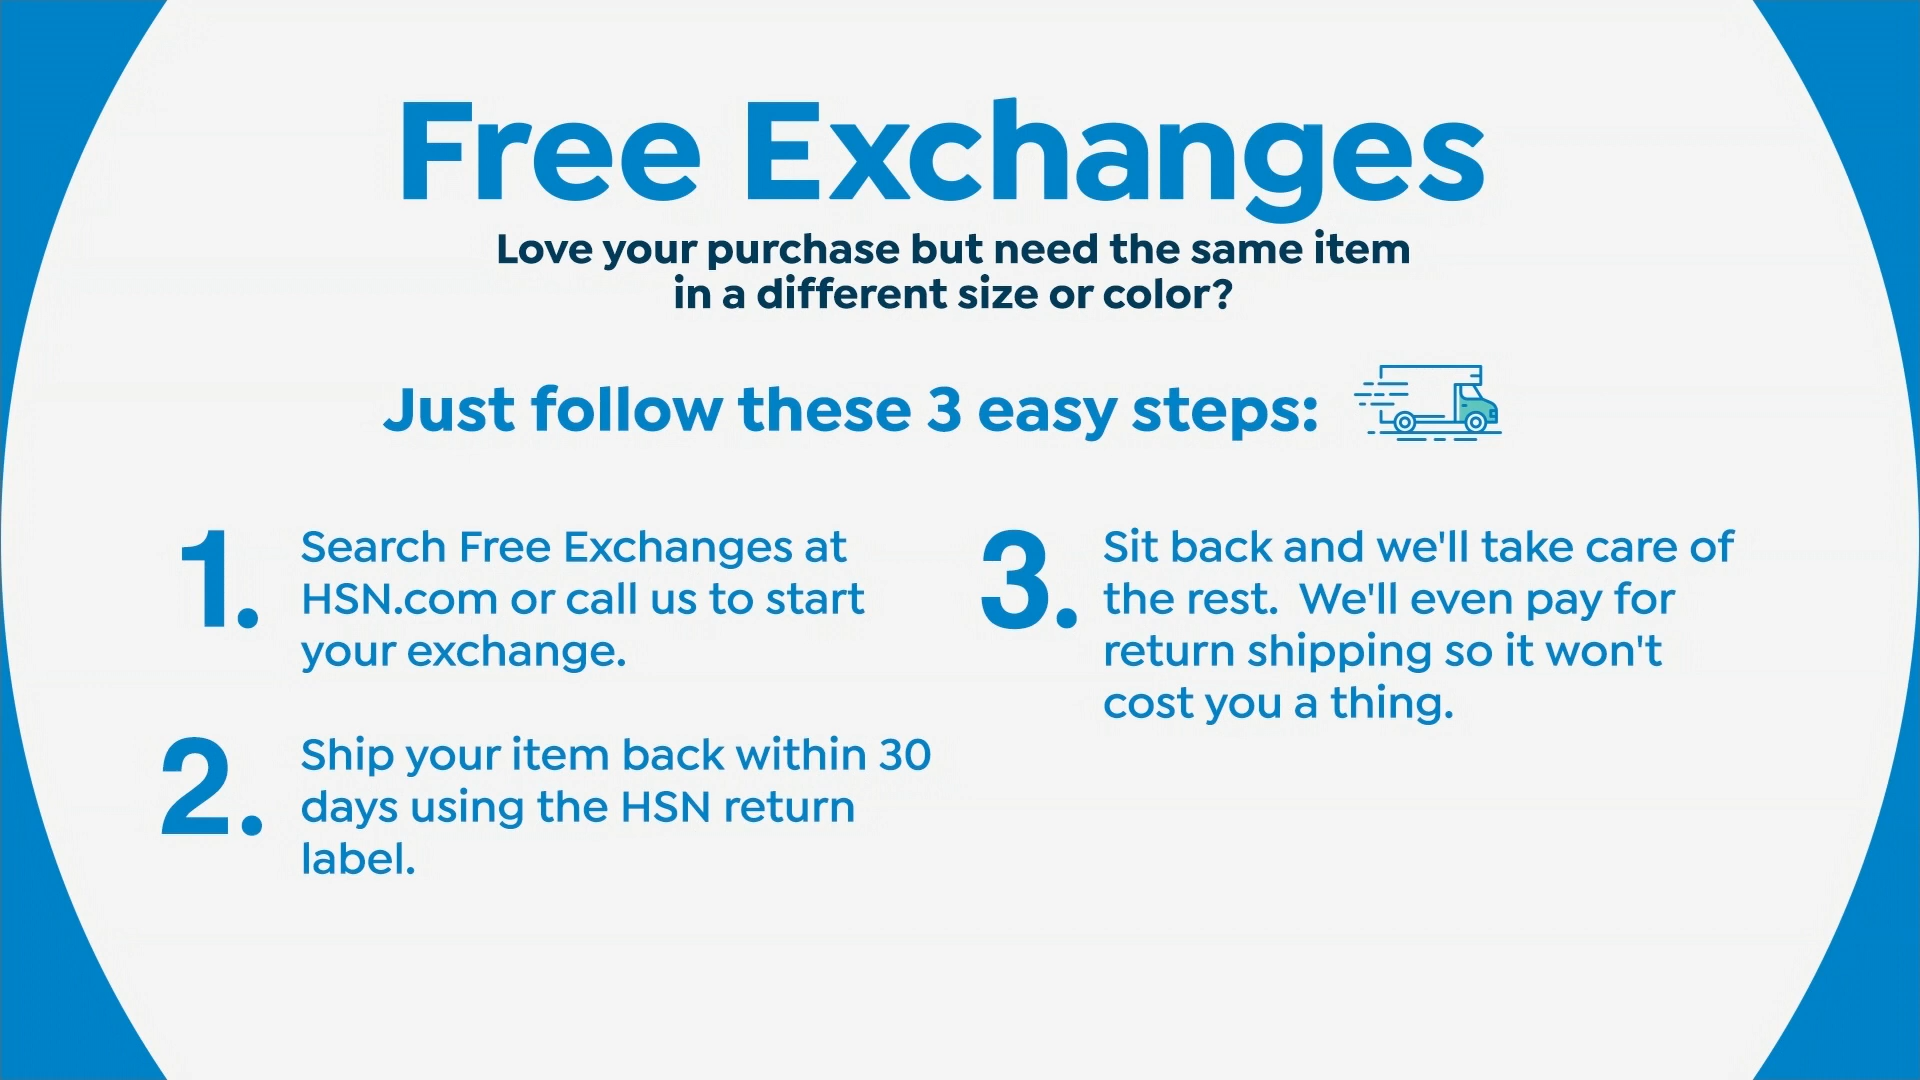 Free Exchanges
Love your purchase but need the same item
in a different size or color?
Just follow these 3 easy steps:
1. Search Free Exchanges at
HSN.com or call us to start
your exchange.
2. Ship your item back within 30
days using the HSN return
label.
3. Sit back and we'll take care of
the rest.  We'll even pay for
return shipping so it won't
cost you a thing.